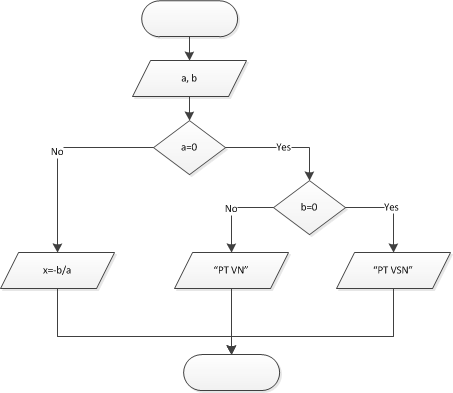 a, b
a=0
No
Yes
b=0
No
Yes
x=-b/a
“PT VN”
“PT VSN”